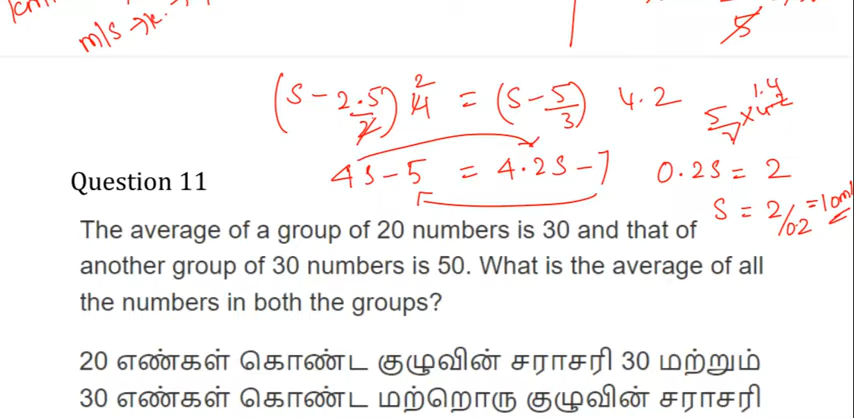 m/s →
(S - 2.5/2) 4 2 = (S - 5/3) 4.2
4S - 5 = 4.2S - 7 0.2S = 2
S = 2/0.2 = 10m/
Question 11
The average of a group of 20 numbers is 30 and that of
another group of 30 numbers is 50. What is the average of all
the numbers in both the groups?
20 எண்கள் கொண்ட குழுவின் சராசரி 30 மற்றும்
30 எண்கள் கொண்ட மற்றொரு குழுவின் சராசரி